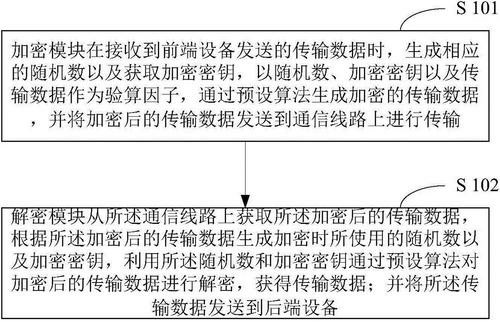 S 101
加密模块在接收到前端设备发送的传输数据时，生成相应
的随机数以及获取加密密钥，以随机数、加密密钥以及传
输数据作为验算因子，通过预设算法生成加密的传输数据
，并将加密后的传输数据发送到通信线路上进行传输
S 102
解密模块从所述通信线路上获取所述加密后的传输数据，
根据所述加密后的传输数据生成加密时所使用的随机数以
及加密密钥，利用所述随机数和加密密钥通过预设算法对
加密后的传输数据进行解密，获得传输数据；并将所述
传输数据发送到后端设备